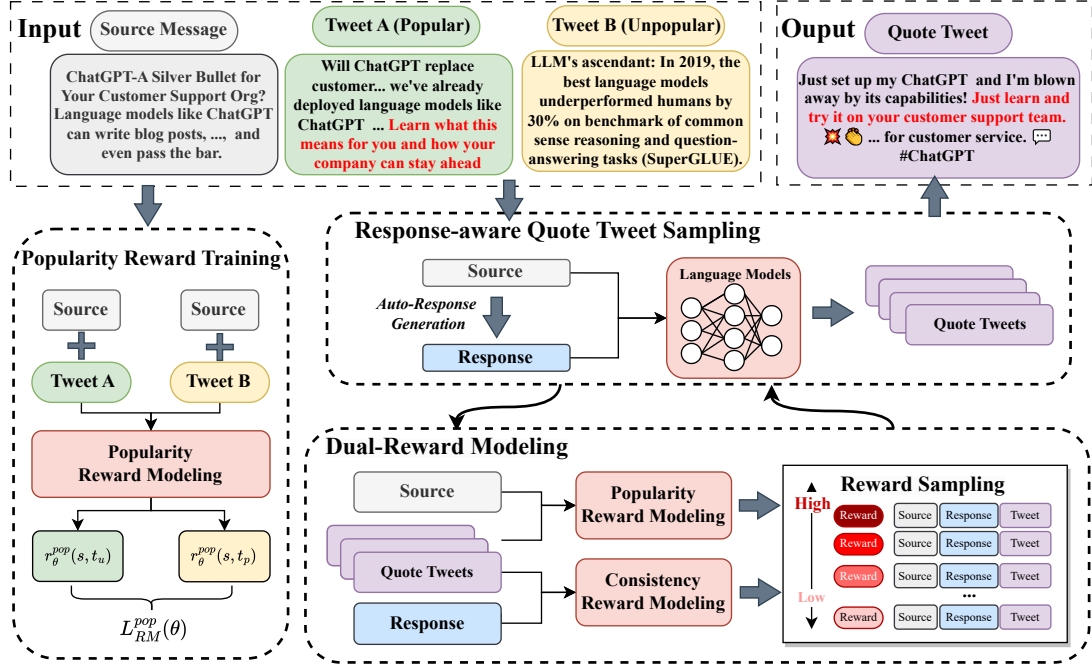 Input
Source Message
ChatGPT-A Silver Bullet for
Your Customer Support Org?
Language models like ChatGPT
can write blog posts, ..., and
even pass the bar.
Tweet A (Popular)
Will ChatGPT replace
customer... we've already
deployed language models like
ChatGPT ... Learn what this
means for you and how your
company can stay ahead
Tweet B (Unpopular)
LLM's ascendant: In 2019, the
best language models
underperformed humans by
30% on benchmark of common
sense reasoning and question-
answering tasks (SuperGLUE).
Ouput
Quote Tweet
Just set up my ChatGPT and I'm blown
away by its capabilities! Just learn and
try it on your customer support team.
💥👏 ... for customer service. 💬
#ChatGPT
Popularity Reward Training
Source
Source
Tweet A
Tweet B
Popularity
Reward Modeling
$r_{\theta}^{pop}(s, t_u)$
$r_{\theta}^{pop}(s, t_p)$
$L_{RM}^{pop}(\theta)$
Response-aware Quote Tweet Sampling
Source
Auto-Response
Generation
Response
Language Models
Quote Tweets
Dual-Reward Modeling
Source
Quote Tweets
Response
Popularity
Reward Modeling
Consistency
Reward Modeling
Reward Sampling
High
Low
Reward Source Response Tweet
Reward Source Response Tweet
Reward Source Response Tweet
...
Reward Source Response Tweet